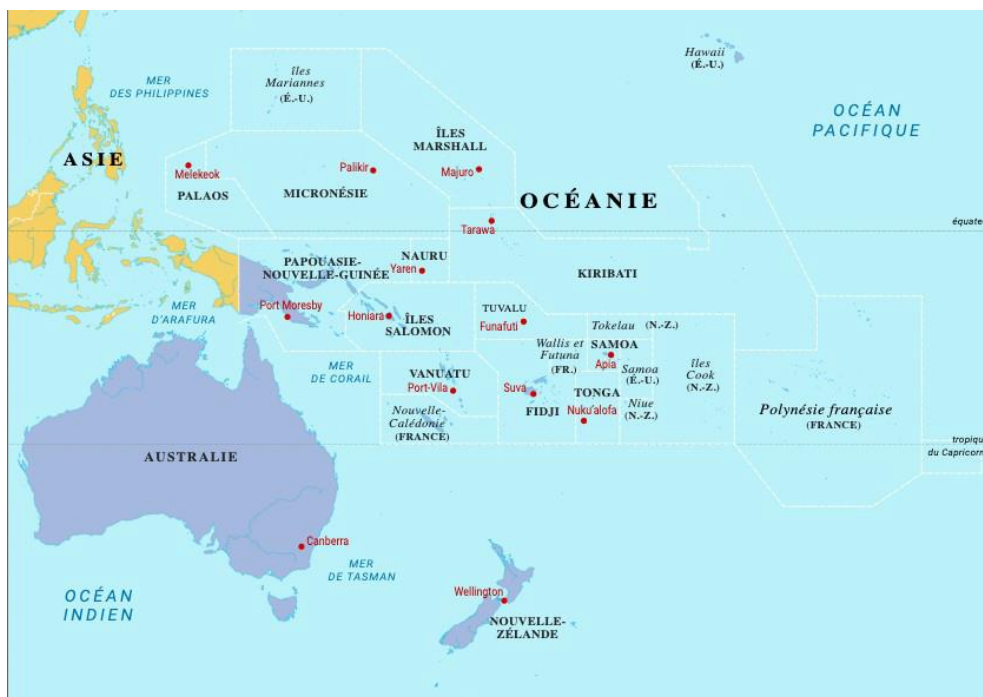 Hawaii
(É.-U.)
îles
Mariannes
(É.-U.)
MER
DES PHILIPPINES
OCÉAN
PACIFIQUE
ÎLES
MARSHALL
ASIE
Melekeok
Palikir
Majuro
PALAOS
MICRONÉSIE
OCÉANIE
Tarawa
équate
PAPOUASIE-
NOUVELLE-GUINÉE
NAURU
Yaren
KIRIBATI
MER
D'ARAFURA
Port Moresby
Honiara
ÎLES
SALOMON
TUVALU
Funafuti
Tokelau (N.-Z.)
Wallis et
Futuna
(FR.)
SAMOA
Apia
Samoa
(É.-U.)
îles
Cook
(N.-Z.)
MER
DE CORAIL
VANUATU
Port-Vila
Suva
FIDJI
TONGA
Nuku'alofa
Niue
(N.-Z.)
Nouvelle-
Calédonie
(FRANCE)
Polynésie française
(FRANCE)
tropiqu
du Capricorn
AUSTRALIE
Canberra
MER
DE TASMAN
OCÉAN
INDIEN
Wellington
NOUVELLE-
ZÉLANDE